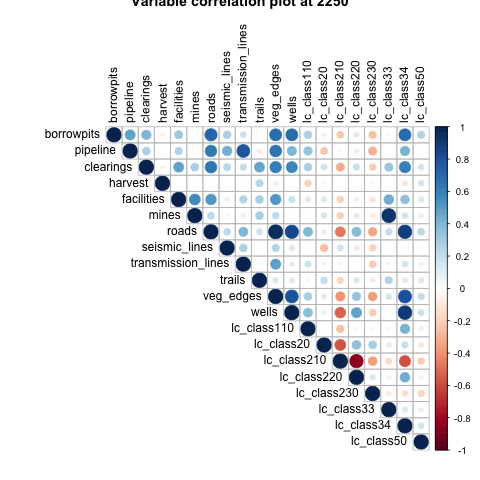 Variable correlation plot at 2250
borrowpits
pipeline
clearings
harvest
facilities
mines
roads
seismic_lines
transmission_lines
trails
veg_edges
wells
lc_class110
lc_class20
lc_class210
lc_class220
lc_class230
lc_class33
lc_class34
lc_class50
borrowpits
pipeline
clearings
harvest
facilities
mines
roads
seismic_lines
transmission_lines
trails
veg_edges
wells
lc_class110
lc_class20
lc_class210
lc_class220
lc_class230
lc_class33
lc_class34
lc_class50
1
0.8
0.6
0.4
0.2
0
-0.2
-0.4
-0.6
-0.8
-1